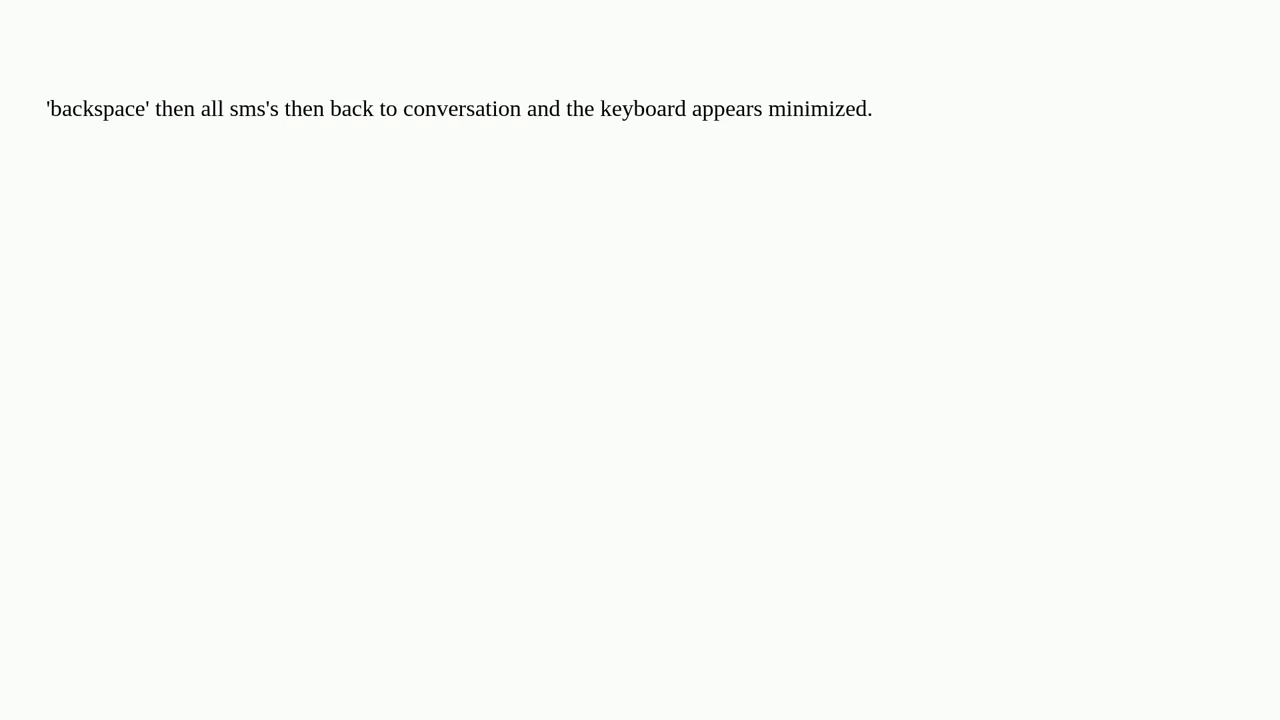 'backspace' then all sms's then back to conversation and the keyboard appears minimized.